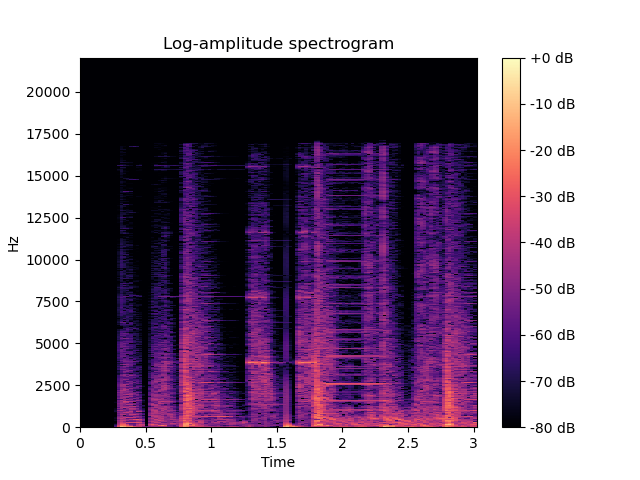 Log-amplitude spectrogram
Hz
20000
17500
15000
12500
10000
7500
5000
2500
0
0 0.5 1 1.5 2 2.5 3
Time
+0 dB
-10 dB
-20 dB
-30 dB
-40 dB
-50 dB
-60 dB
-70 dB
-80 dB